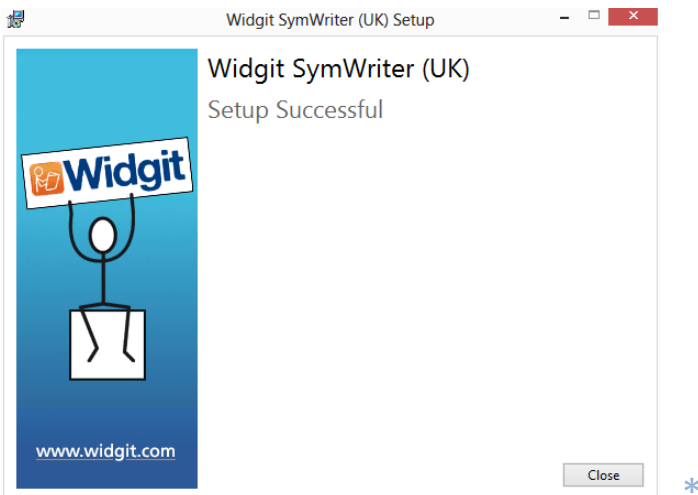 Widgit SymWriter (UK) Setup
Widgit SymWriter (UK)
Setup Successful
Widgit
www.widgit.com
Close
*